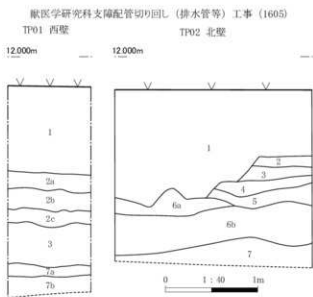 獣医学研究科支障配管切り回し（排水管等）工事（1605）
TP01 西壁
TP02 北壁
12.000m
12.000m
1
2a
2b
2c
3
7a
7b
1
2
3
4
5
6a
6b
7
0 1：40 1m